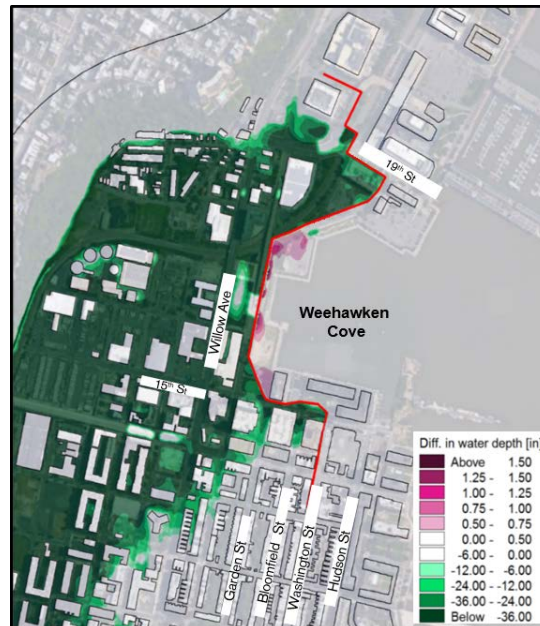 19th St
Weehawken
Cove
Willow Ave
15th St
Garden St
Bloomfield St
Washington St
Hudson St
Diff. in water depth [in]
Above 1.50
1.25 - 1.50
1.00 - 1.25
0.75 - 1.00
0.50 - 0.75
0.00 - 0.50
-6.00 - 0.00
-12.00 - -6.00
-24.00 - -12.00
-36.00 - -24.00
Below -36.00